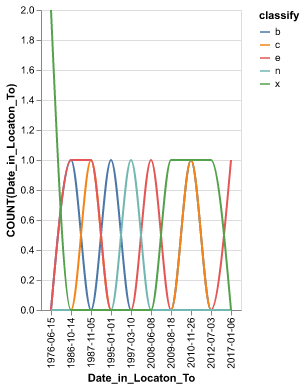 classify
b
c
e
n
x
COUNT(Date_in_Locaton_To)
2.0
1.8
1.6
1.4
1.2
1.0
0.8
0.6
0.4
0.2
0.0
1976-06-15
1986-10-14
1987-11-05
1995-01-01
1997-03-10
2008-06-08
2009-08-18
2010-11-26
2012-07-03
2017-01-06
Date_in_Locaton_To